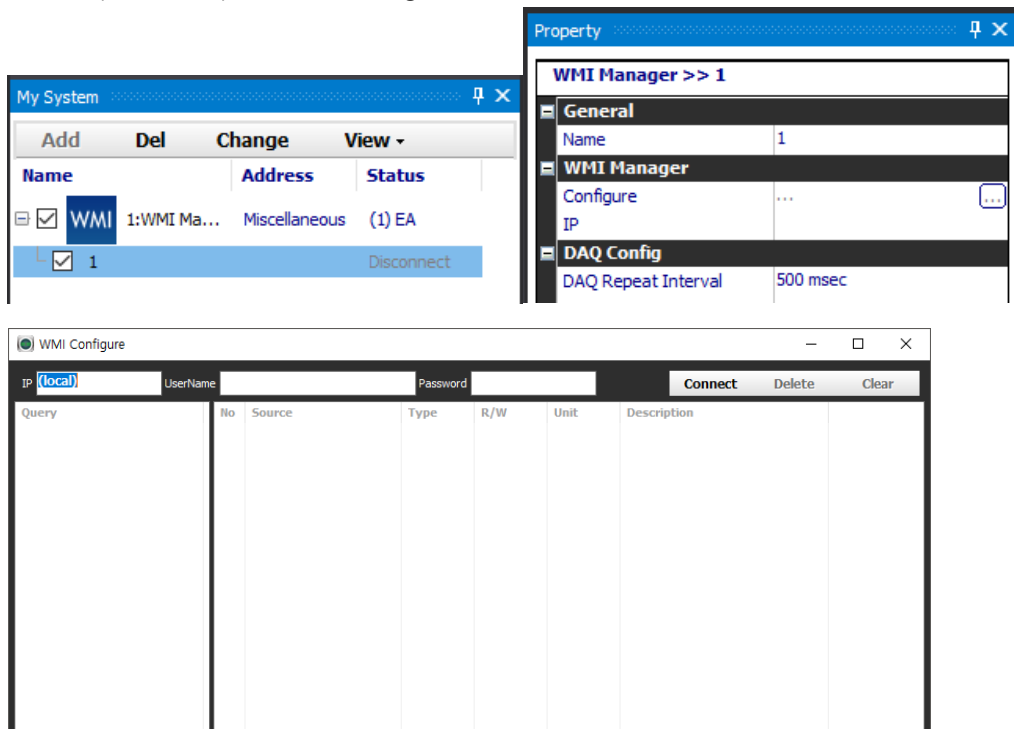 My System
Add Del Change View
Name Address Status
WMI 1:WMI Ma... Miscellaneous (1) EA
1 Disconnect
Property
WMI Manager >> 1
General
Name 1
WMI Manager
Configure ... ...
IP
DAQ Config
DAQ Repeat Interval 500 msec
WMI Configure
IP (local) UserName Password Connect Delete Clear
Query No Source Type R/W Unit Description